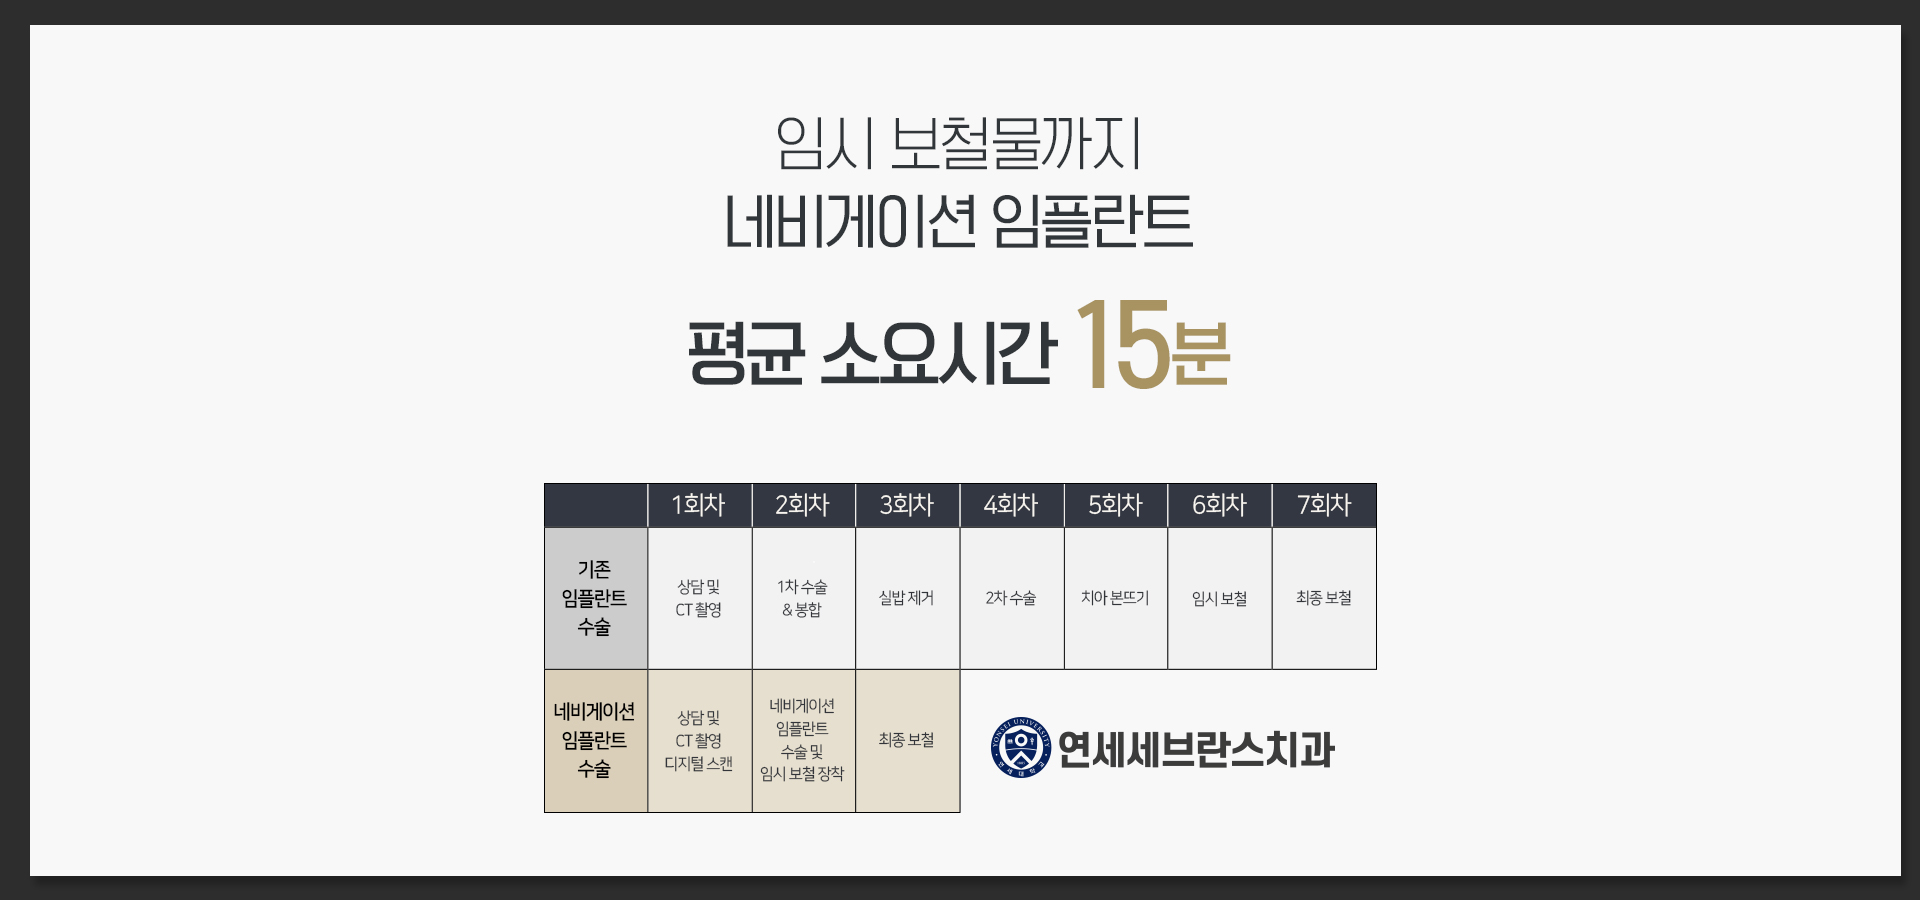 임시 보철물까지
네비게이션 임플란트
평균 소요시간 15분
1회차 2회차 3회차 4회차 5회차 6회차 7회차
기존
임플란트
수술
상담 및
CT 촬영
1차 수술
& 봉합
실밥 제거
2차 수술
치아 본뜨기
임시 보철
최종 보철
네비게이션
임플란트
수술
상담 및
CT 촬영
디지털 스캔
네비게이션
임플란트
수술 및
임시 보철 장착
최종 보철
YONSEI UNIVERSITY
연세대학교
연세세브란스치과